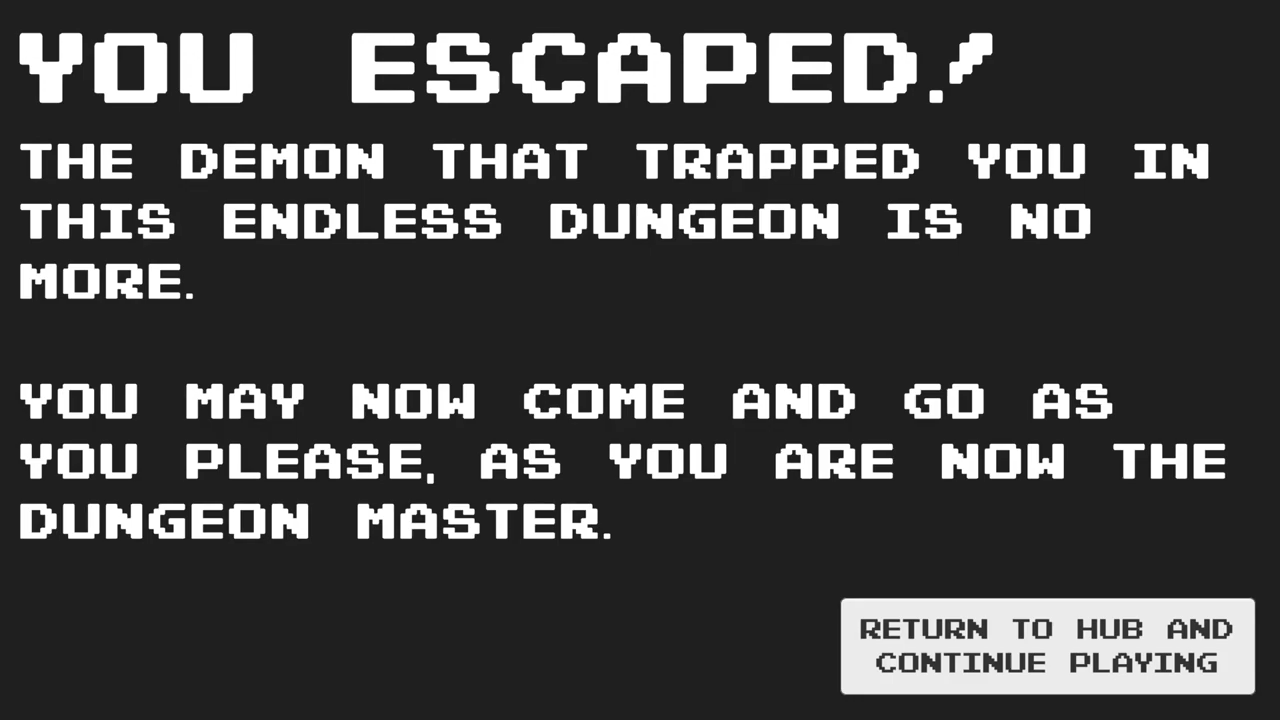 YOU ESCAPED!
THE DEMON THAT TRAPPED YOU IN
THIS ENDLESS DUNGEON IS NO
MORE.
YOU MAY NOW COME AND GO AS
YOU PLEASE, AS YOU ARE NOW THE
DUNGEON MASTER.
RETURN TO HUB AND
CONTINUE PLAYING